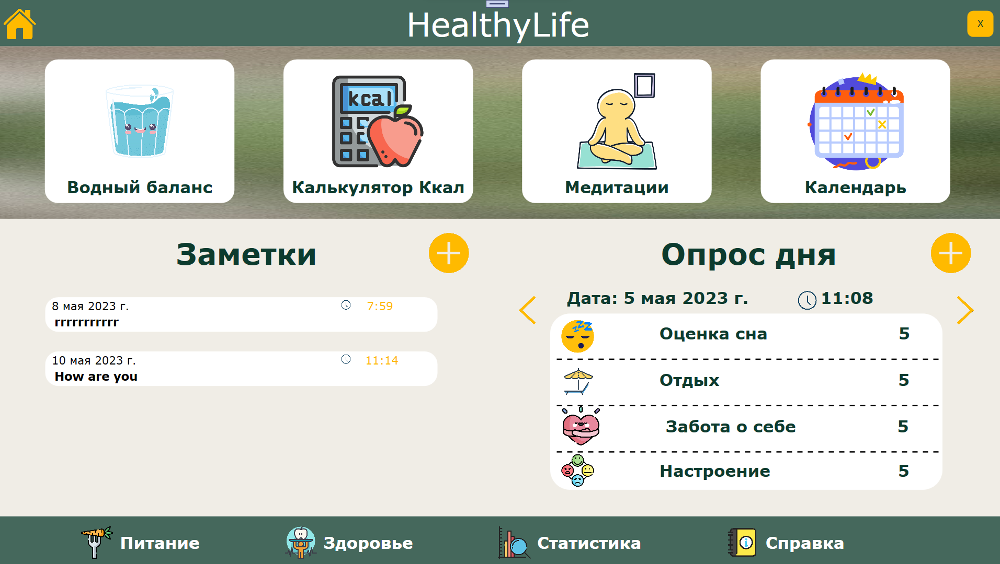 HealthyLife
X
kcal
Водный баланс
Калькулятор Ккал
Медитации
Календарь
Заметки
Опрос дня
8 мая 2023 г.
7:59
rrrrrrrrrrr
10 мая 2023 г.
11:14
How are you
Дата: 5 мая 2023 г.
11:08
zzz
Оценка сна
5
Отдых
5
Забота о себе
5
Настроение
5
Питание
Здоровье
Статистика
i
Справка